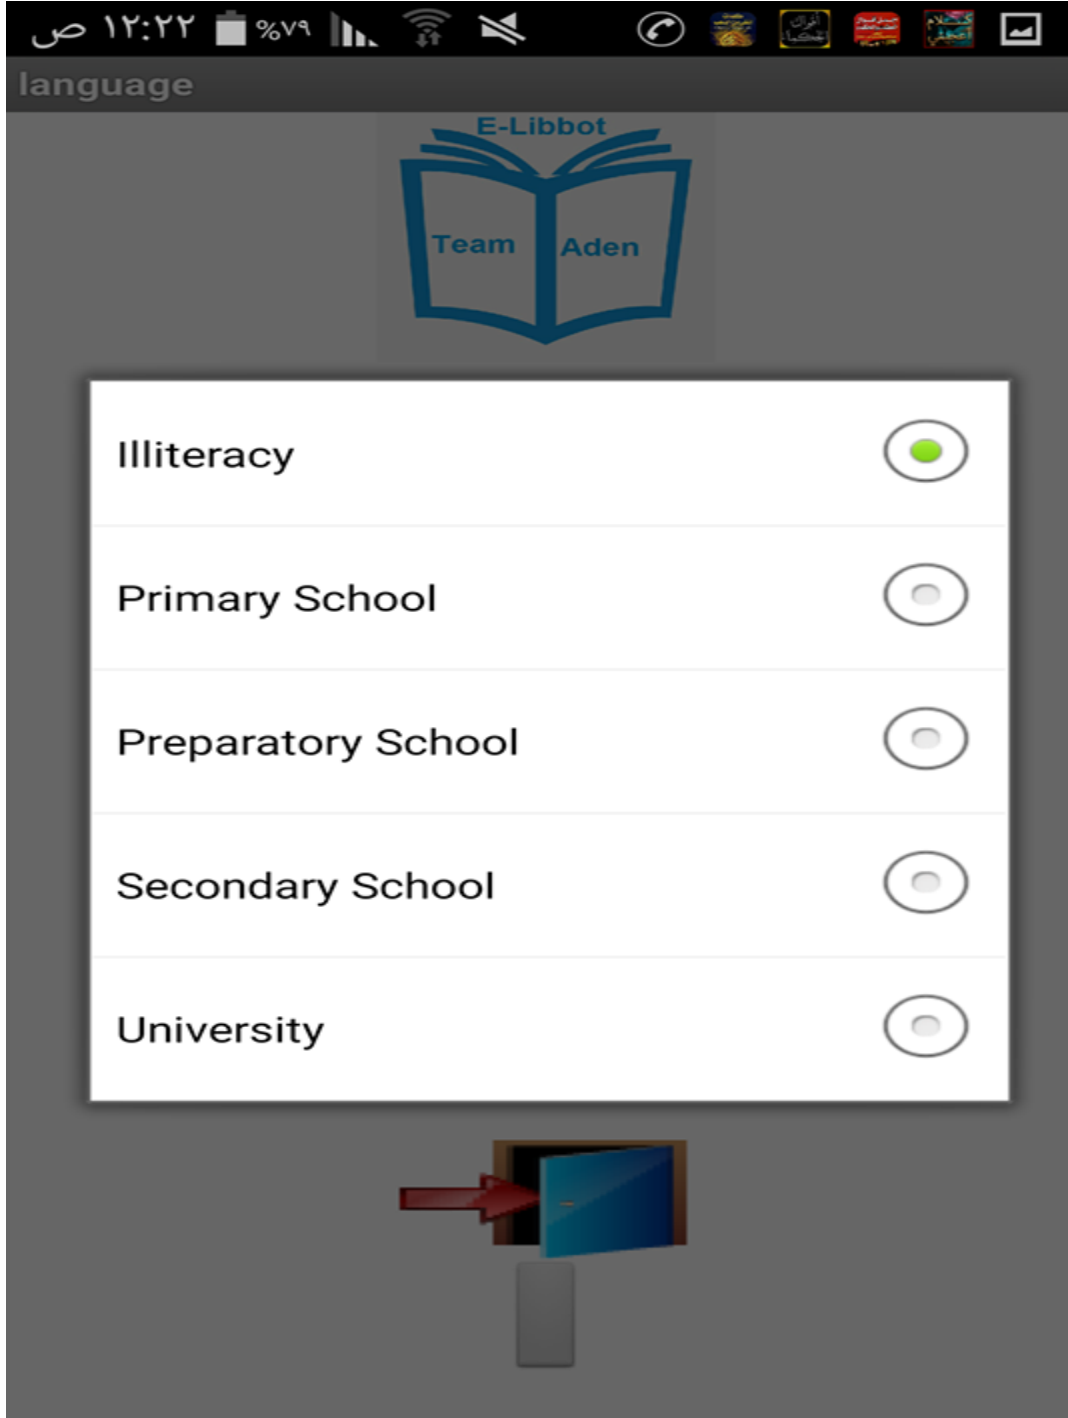 ص ١٢:٢٢ %٧٩
language
E-Libbot
Team Aden
Illiteracy
Primary School
Preparatory School
Secondary School
University